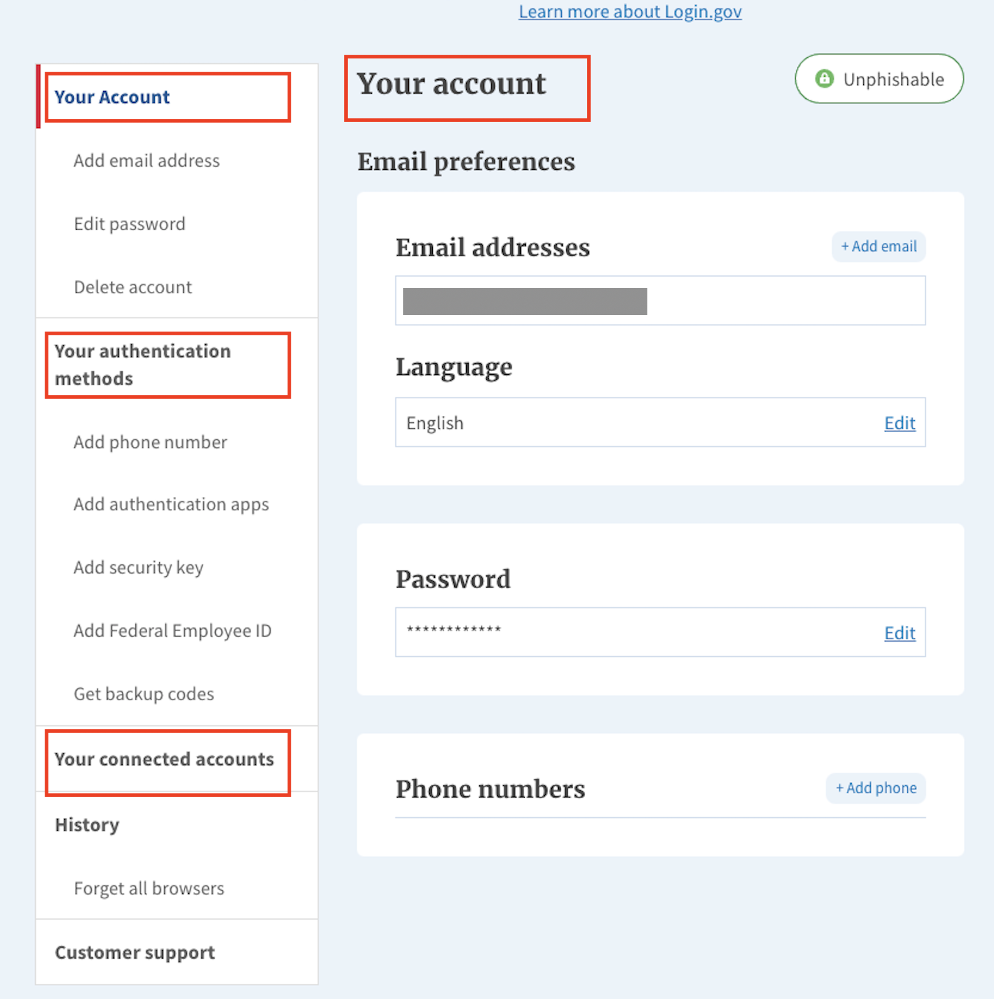 Learn more about Login.gov
Your Account
Add email address
Edit password
Delete account
Your authentication
methods
Add phone number
Add authentication apps
Add security key
Add Federal Employee ID
Get backup codes
Your connected accounts
History
Forget all browsers
Customer support
Your account
Unphishable
Email preferences
Email addresses
+ Add email
Language
English
Edit
Password
************
Edit
Phone numbers
+ Add phone